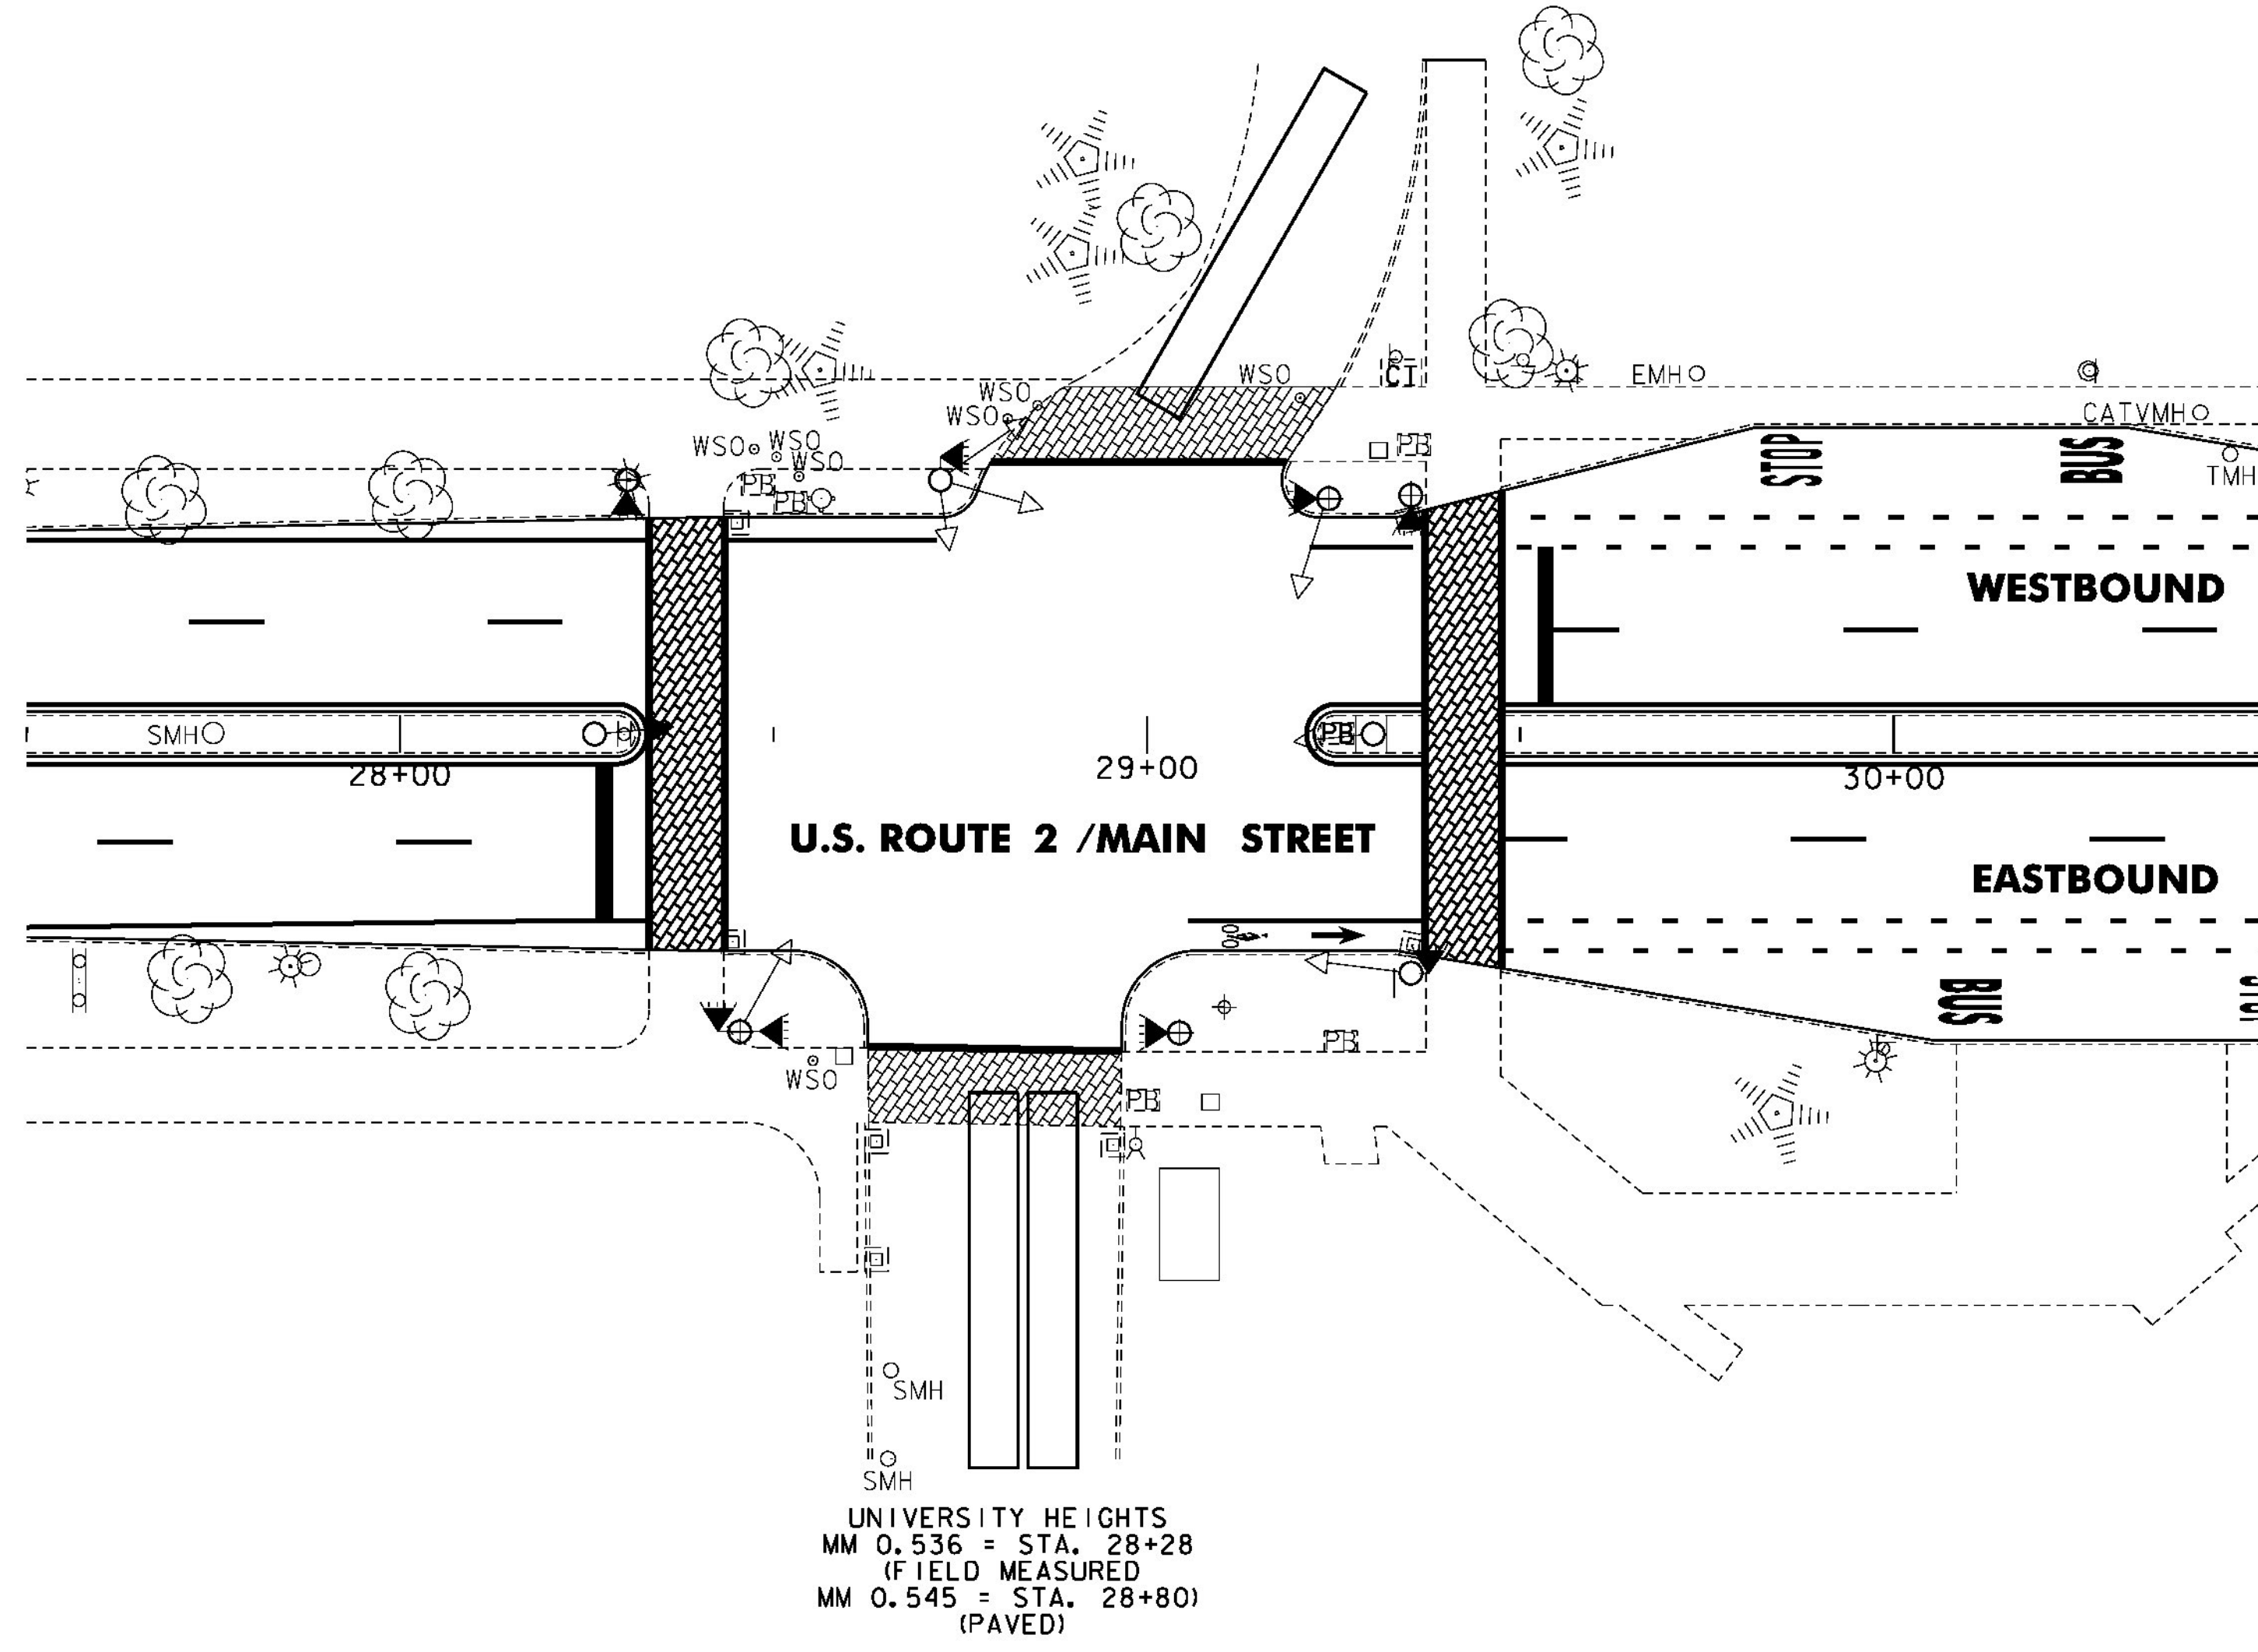 WSO
CI
WSO
EMH
WSO
CATVMH
WSO
WSO
PB
STOP
BUS
WSO
TMH
PB
PB
WESTBOUND
SMH
PB
28+00
29+00
30+00
U.S. ROUTE 2 /MAIN STREET
EASTBOUND
BUS
PB
WSO
PB
SMH
SMH
UNIVERSITY HEIGHTS
MM 0.536 = STA. 28+28
(FIELD MEASURED
MM 0.545 = STA. 28+80)
(PAVED)